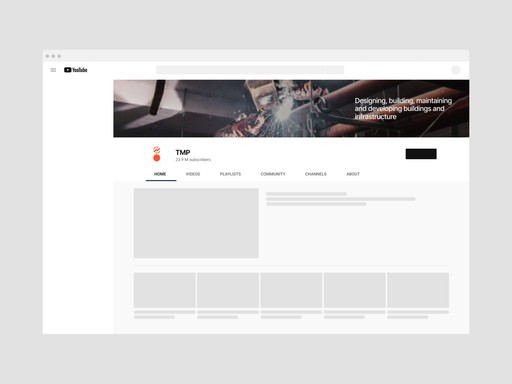 YouTube
Designing, building, maintaining
and developing buildings and
infrastructure
TMP
23.9 M subscribers
HOME VIDEOS PLAYLISTS COMMUNITY CHANNELS ABOUT